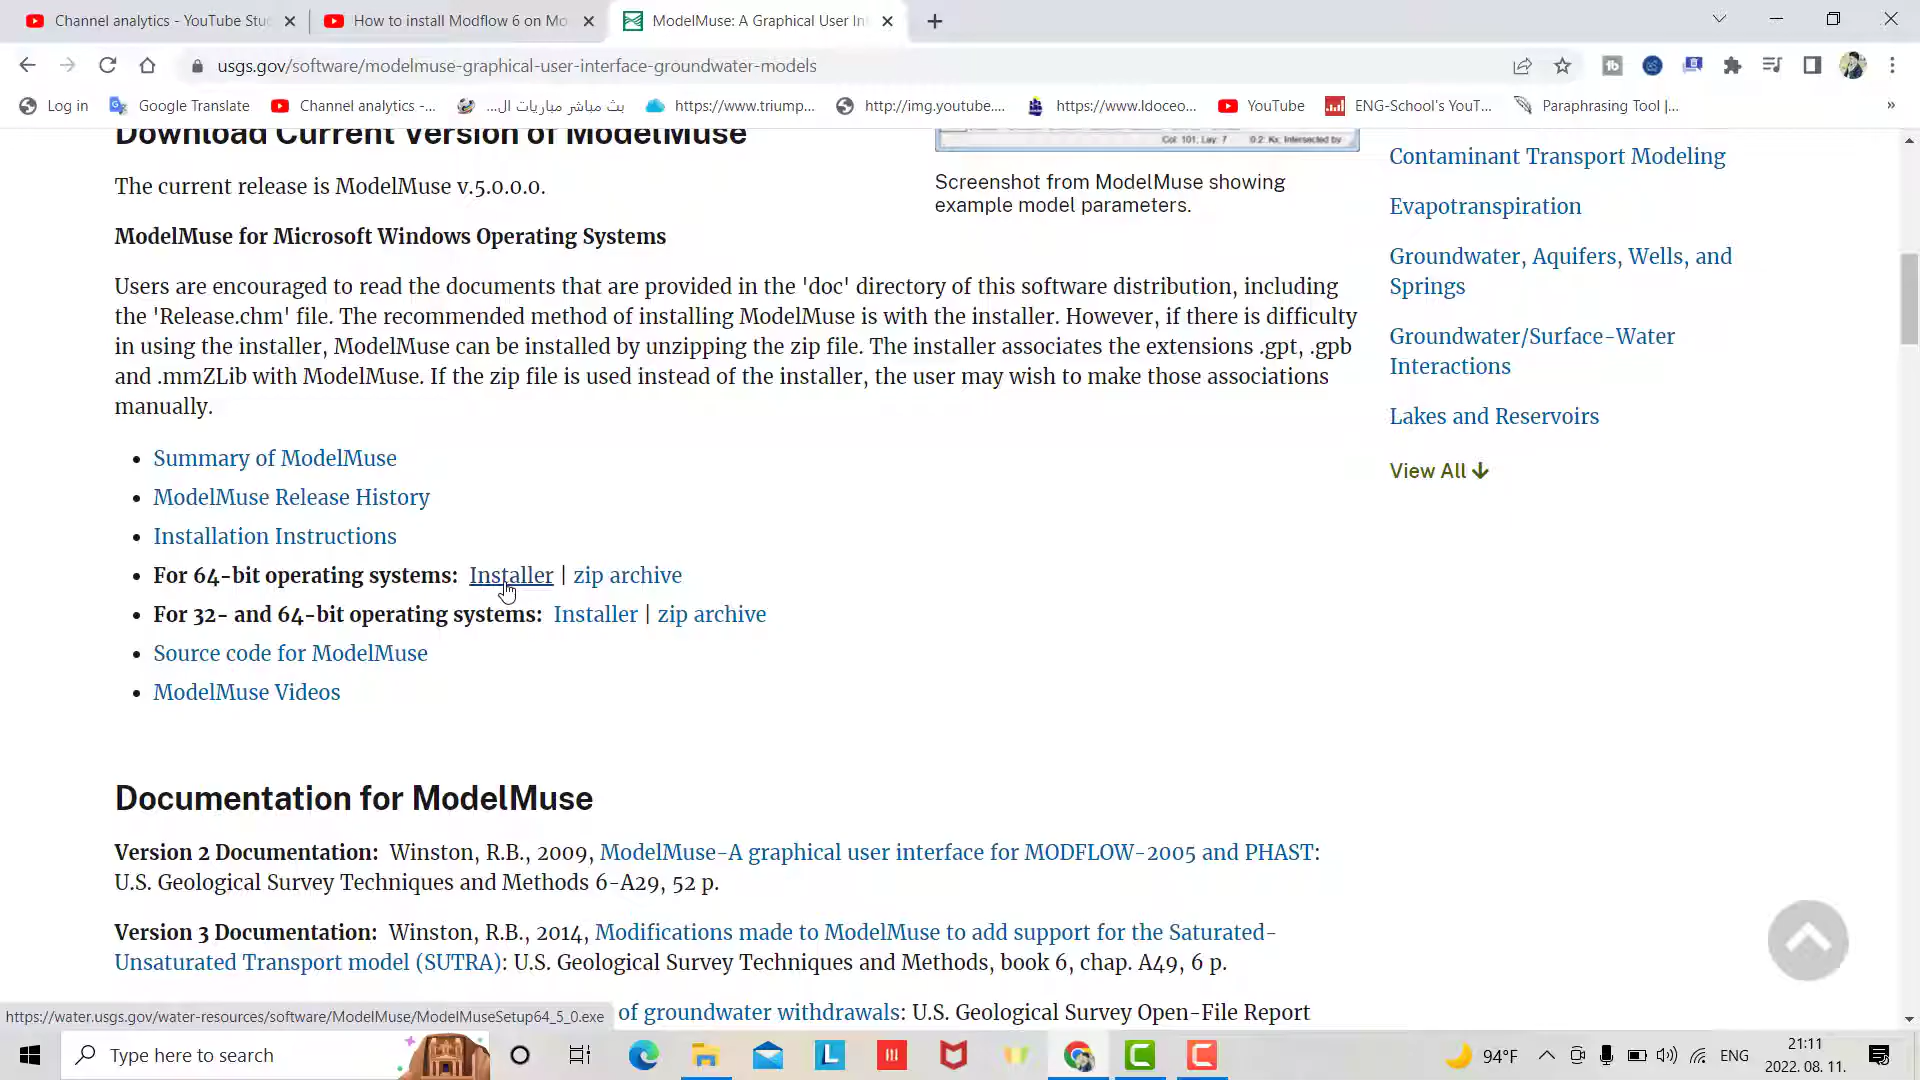 Channel analytics - YouTube Stu
How to install Modflow 6 on Mo
ModelMuse: A Graphical User In
usgs.gov/software/modelmuse-graphical-user-interface-groundwater-models
Log in
Google Translate
Channel analytics -...
بث مباشر مباريات ال...
https://www.triump...
http://img.youtube....
https://www.ldoceo...
YouTube
ENG-School's YouT...
Paraphrasing Tool |...
»
Download Current Version of ModelMuse
The current release is ModelMuse v.5.0.0.0.
ModelMuse for Microsoft Windows Operating Systems
Users are encouraged to read the documents that are provided in the 'doc' directory of this software distribution, including
the 'Release.chm' file. The recommended method of installing ModelMuse is with the installer. However, if there is difficulty
in using the installer, ModelMuse can be installed by unzipping the zip file. The installer associates the extensions .gpt, .gpb
and .mmZLib with ModelMuse. If the zip file is used instead of the installer, the user may wish to make those associations
manually.
• Summary of ModelMuse
• ModelMuse Release History
• Installation Instructions
• For 64-bit operating systems: Installer | zip archive
• For 32- and 64-bit operating systems: Installer | zip archive
• Source code for ModelMuse
• ModelMuse Videos
Col: 101; Lay: 7 0.2: Kx: Intersected by
Screenshot from ModelMuse showing
example model parameters.
Contaminant Transport Modeling
Evapotranspiration
Groundwater, Aquifers, Wells, and
Springs
Groundwater/Surface-Water
Interactions
Lakes and Reservoirs
View All
Documentation for ModelMuse
Version 2 Documentation: Winston, R.B., 2009, ModelMuse-A graphical user interface for MODFLOW-2005 and PHAST:
U.S. Geological Survey Techniques and Methods 6-A29, 52 p.
Version 3 Documentation: Winston, R.B., 2014, Modifications made to ModelMuse to add support for the Saturated-
Unsaturated Transport model (SUTRA): U.S. Geological Survey Techniques and Methods, book 6, chap. A49, 6 p.
https://water.usgs.gov/water-resources/software/ModelMuse/ModelMuseSetup64_5_0.exe
of groundwater withdrawals: U.S. Geological Survey Open-File Report
Type here to search
94°F
ENG
21:11
2022. 08. 11.